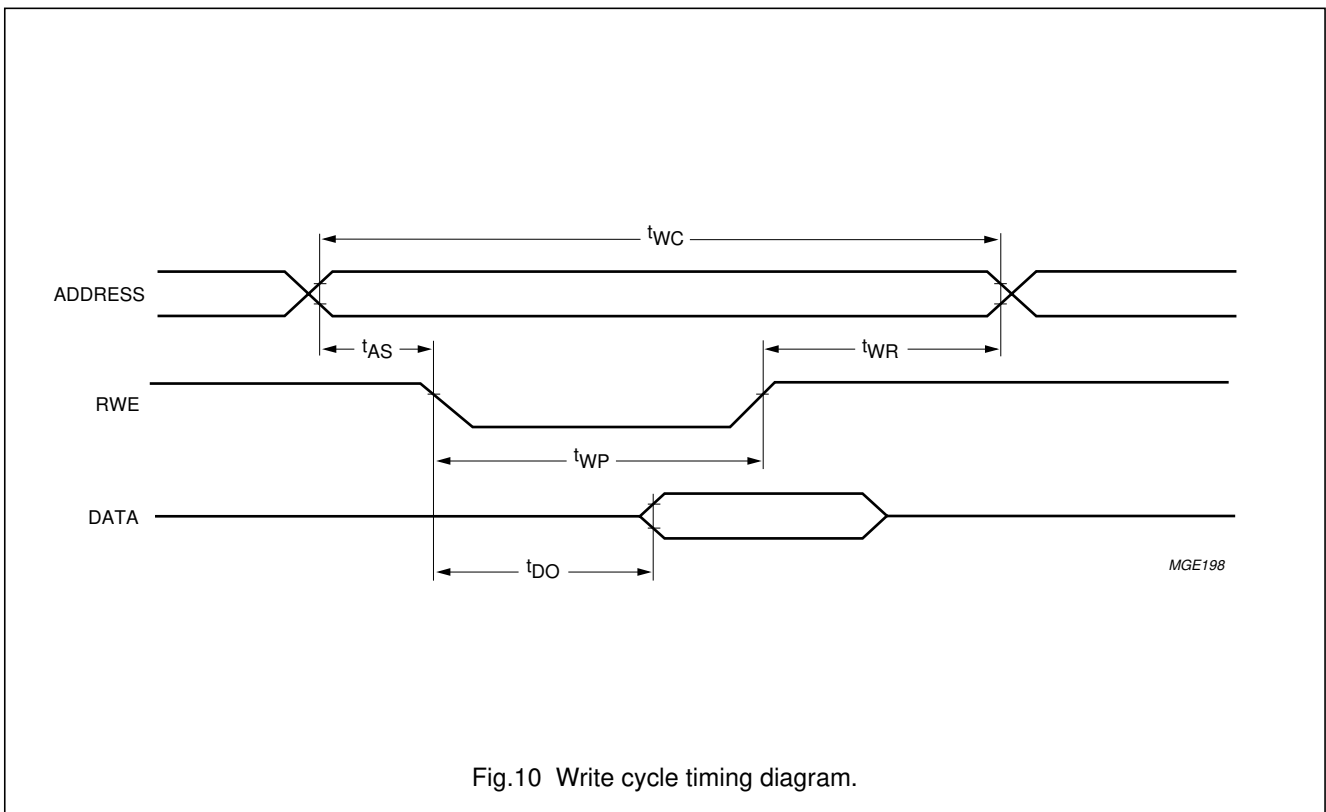 tWC
ADDRESS
tAS
tWR
RWE
tWP
DATA
tDO
MGE198
Fig.10 Write cycle timing diagram.